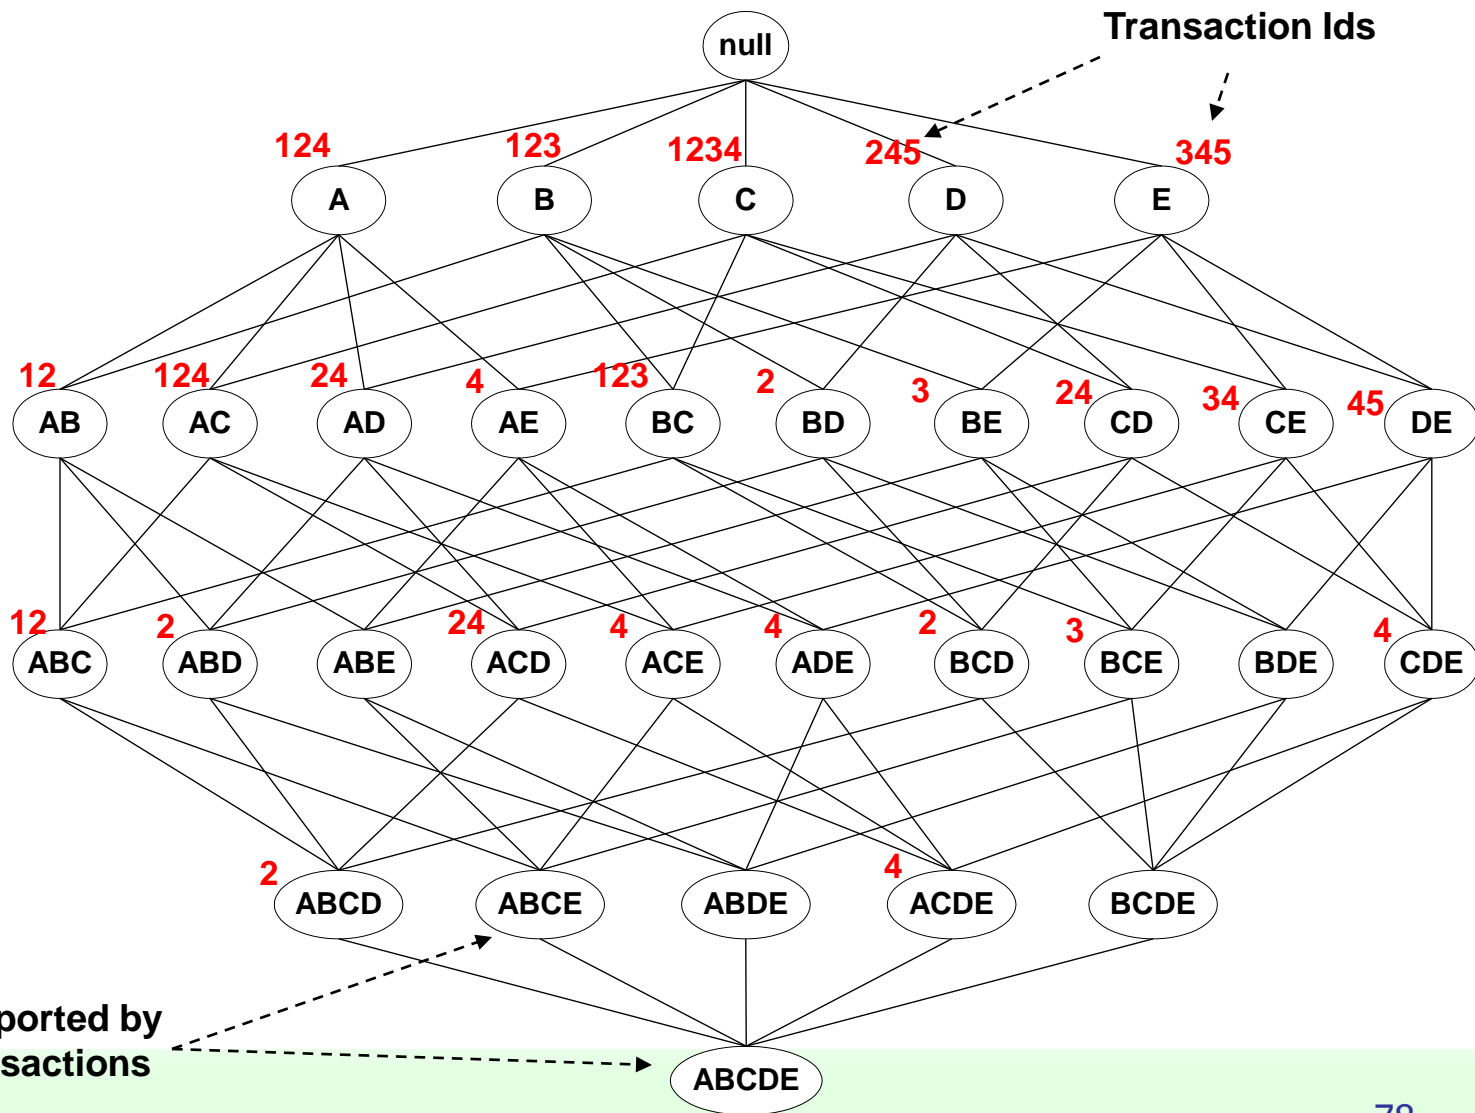 Transaction Ids
null
124 123 1234 245 345
A B C D E
12 124 24 4 123 2 3 24 34 45
AB AC AD AE BC BD BE CD CE DE
12 2 24 4 4 2 3 4
ABC ABD ABE ACD ACE ADE BCD BCE BDE CDE
2 4
ABCD ABCE ABDE ACDE BCDE
ported by
sactions
ABCDE
78